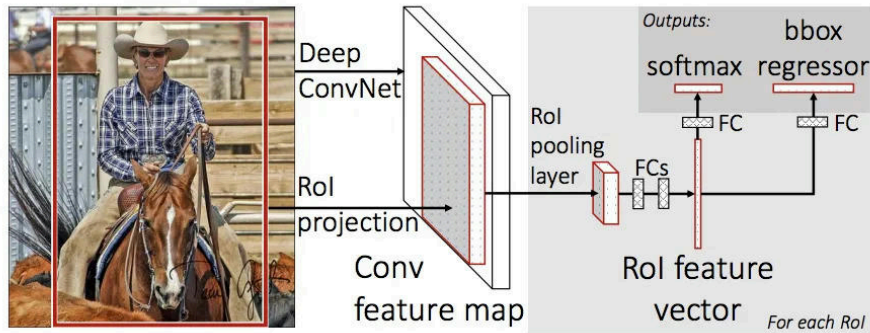 Deep
ConvNet
RoI
projection
Conv
feature map
RoI
pooling
layer
FCs
RoI feature
vector
Outputs:
softmax
bbox
regressor
FC
FC
For each RoI